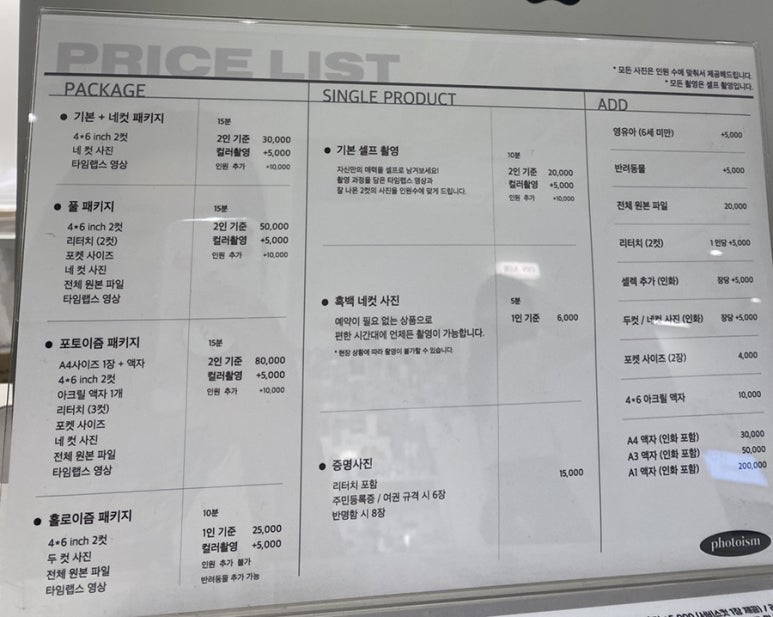 PRICE LIST
* 모든 사진은 인원 수에 맞춰서 제공해드립니다.
* 모든 촬영은 셀프 촬영입니다.
PACKAGE
● 기본 + 네컷 패키지
4*6 inch 2컷
네 컷 사진
타임랩스 영상
15분
2인 기준 30,000
컬러촬영 +5,000
인원 추가 +10,000
● 풀 패키지
4*6 inch 2컷
리터치 (2컷)
포켓 사이즈
네 컷 사진
전체 원본 파일
타임랩스 영상
15분
2인 기준 50,000
컬러촬영 +5,000
인원 추가 +10,000
● 포토이즘 패키지
A4사이즈 1장 + 액자
4*6 inch 2컷
아크릴 액자 1개
리터치 (3컷)
포켓 사이즈
네 컷 사진
전체 원본 파일
타임랩스 영상
15분
2인 기준 80,000
컬러촬영 +5,000
인원 추가 +10,000
● 홀로이즘 패키지
4*6 inch 2컷
두 컷 사진
전체 원본 파일
타임랩스 영상
10분
1인 기준 25,000
컬러촬영 +5,000
인원 추가 불가
반려동물 추가 가능
SINGLE PRODUCT
● 기본 셀프 촬영
자신만의 매력을 셀프로 남겨보세요!
촬영 과정을 담은 타임랩스 영상과
잘 나온 2컷의 사진을 인원수에 맞게 드립니다.
10분
2인 기준 20,000
컬러촬영 +5,000
인원 추가 +10,000
● 흑백 네컷 사진
예약이 필요 없는 상품으로
편한 시간대에 언제든 촬영이 가능합니다.
* 현장 상황에 따라 촬영이 불가할 수 있습니다.
5분
1인 기준 6,000
● 증명사진
리터치 포함
주민등록증 / 여권 규격 시 6장
반명함 시 8장
15,000
ADD
영유아 (6세 미만) +5,000
반려동물 +5,000
전체 원본 파일 20,000
리터치 (2컷) 1인당 +5,000
셀렉 추가 (인화) 장당 +5,000
두컷 / 네컷 사진 (인화) 장당 +5,000
포켓 사이즈 (2장) 4,000
4*6 아크릴 액자 10,000
A4 액자 (인화 포함) 30,000
A3 액자 (인화 포함) 50,000
A1 액자 (인화 포함) 200,000
photoism